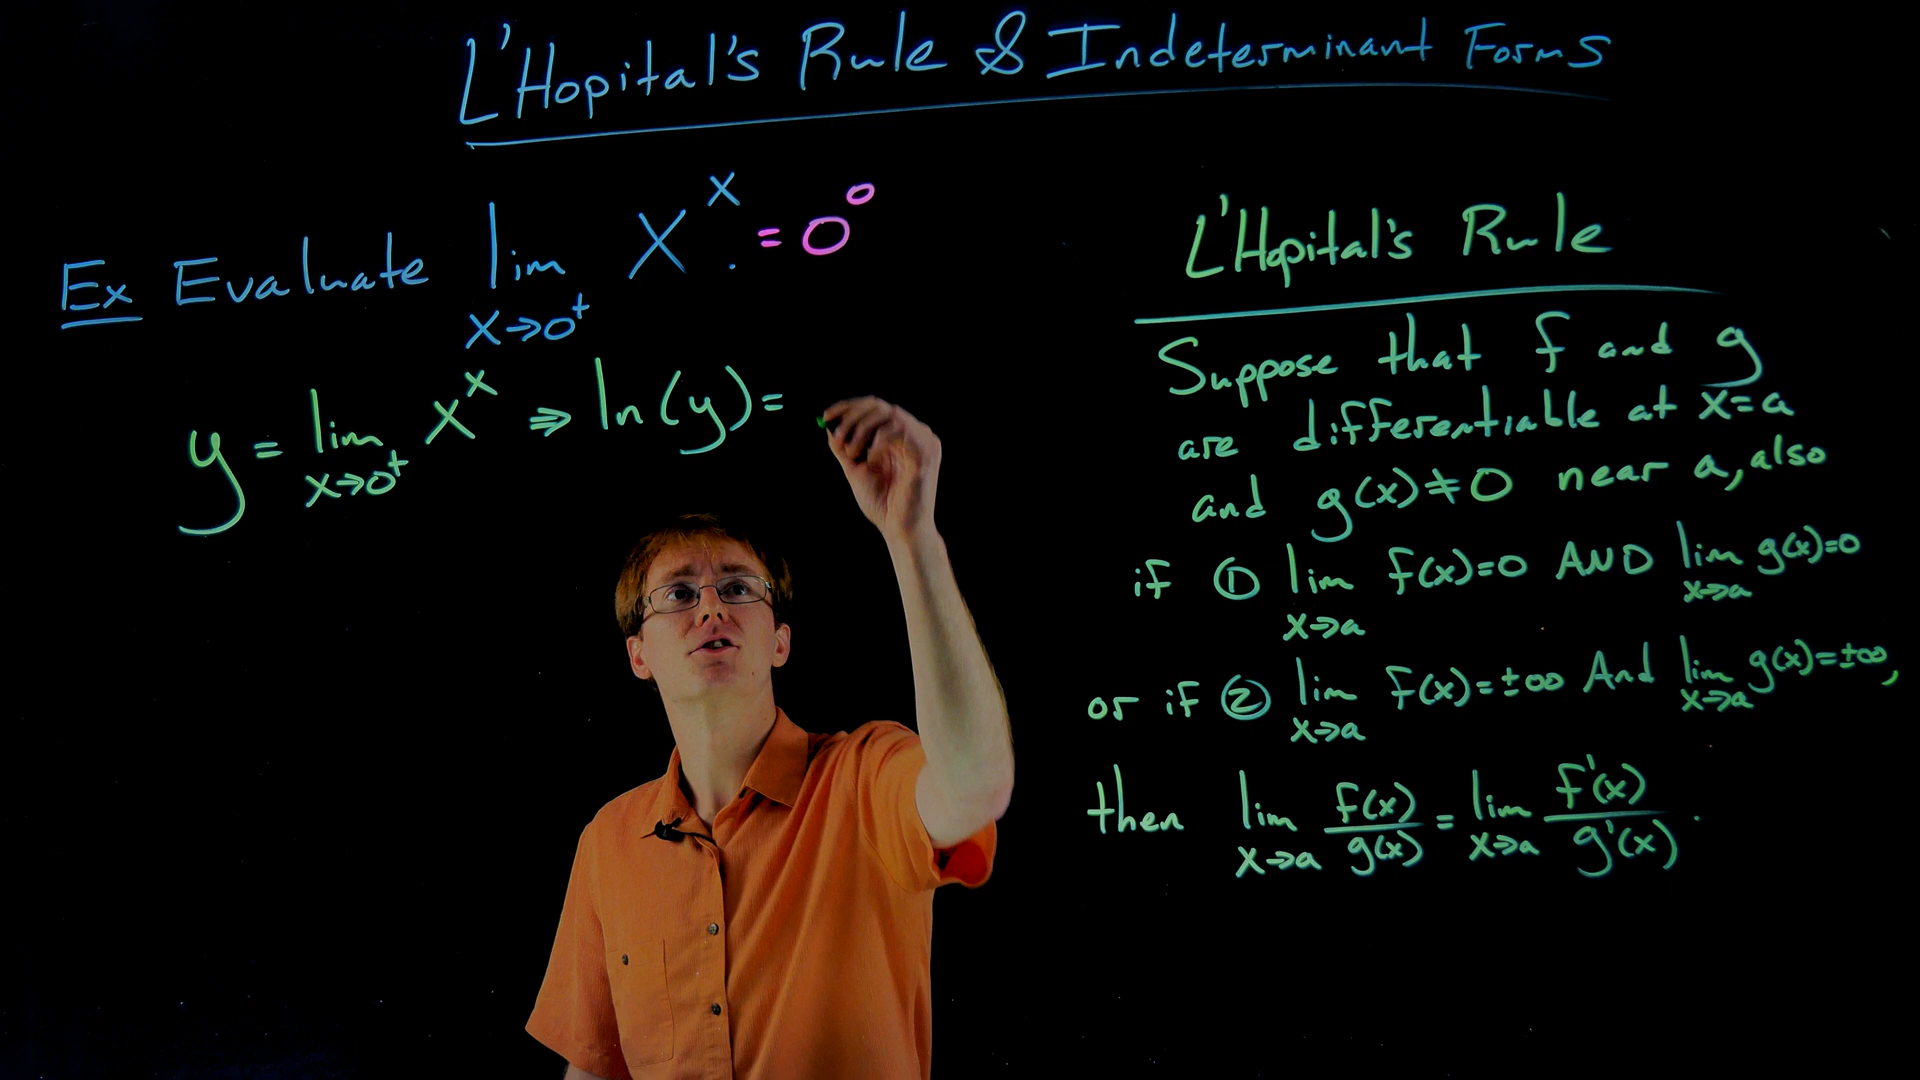 L'Hopital's Rule & Indeterminant Forms
Ex Evaluate lim x→0⁺ X^X = 0^0
y = lim x→0⁺ X^X ⇒ ln(y) =
L'Hopital's Rule
Suppose that f and g
are differentiable at x=a
and g(x)≠0 near a, also
if ① lim x→a f(x)=0 AND lim x→a g(x)=0
or if ② lim x→a f(x)=±∞ And lim x→a g(x)=±∞,
then lim x→a f(x)/g(x) = lim x→a f'(x)/g'(x).